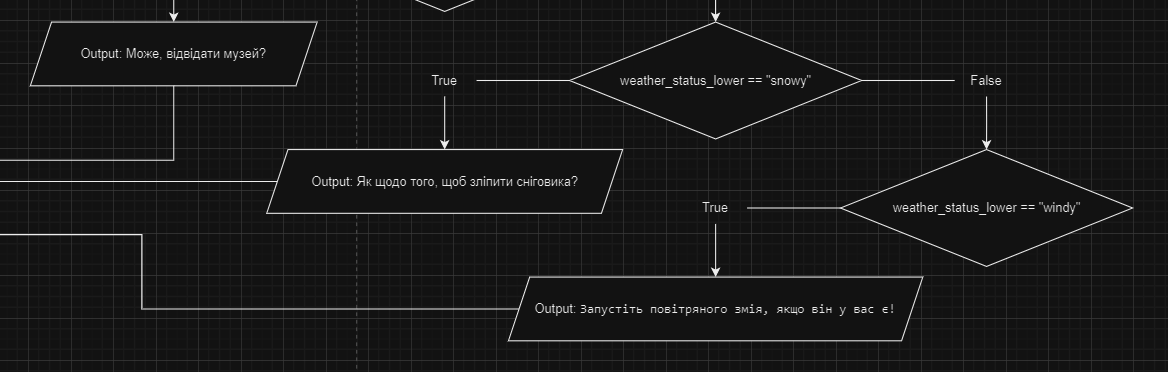 Output: Може, відвідати музей?
True
weather_status_lower == "snowy"
False
Output: Як щодо того, щоб зліпити сніговика?
True
weather_status_lower == "windy"
Output: Запустіть повітряного змія, якщо він у вас є!